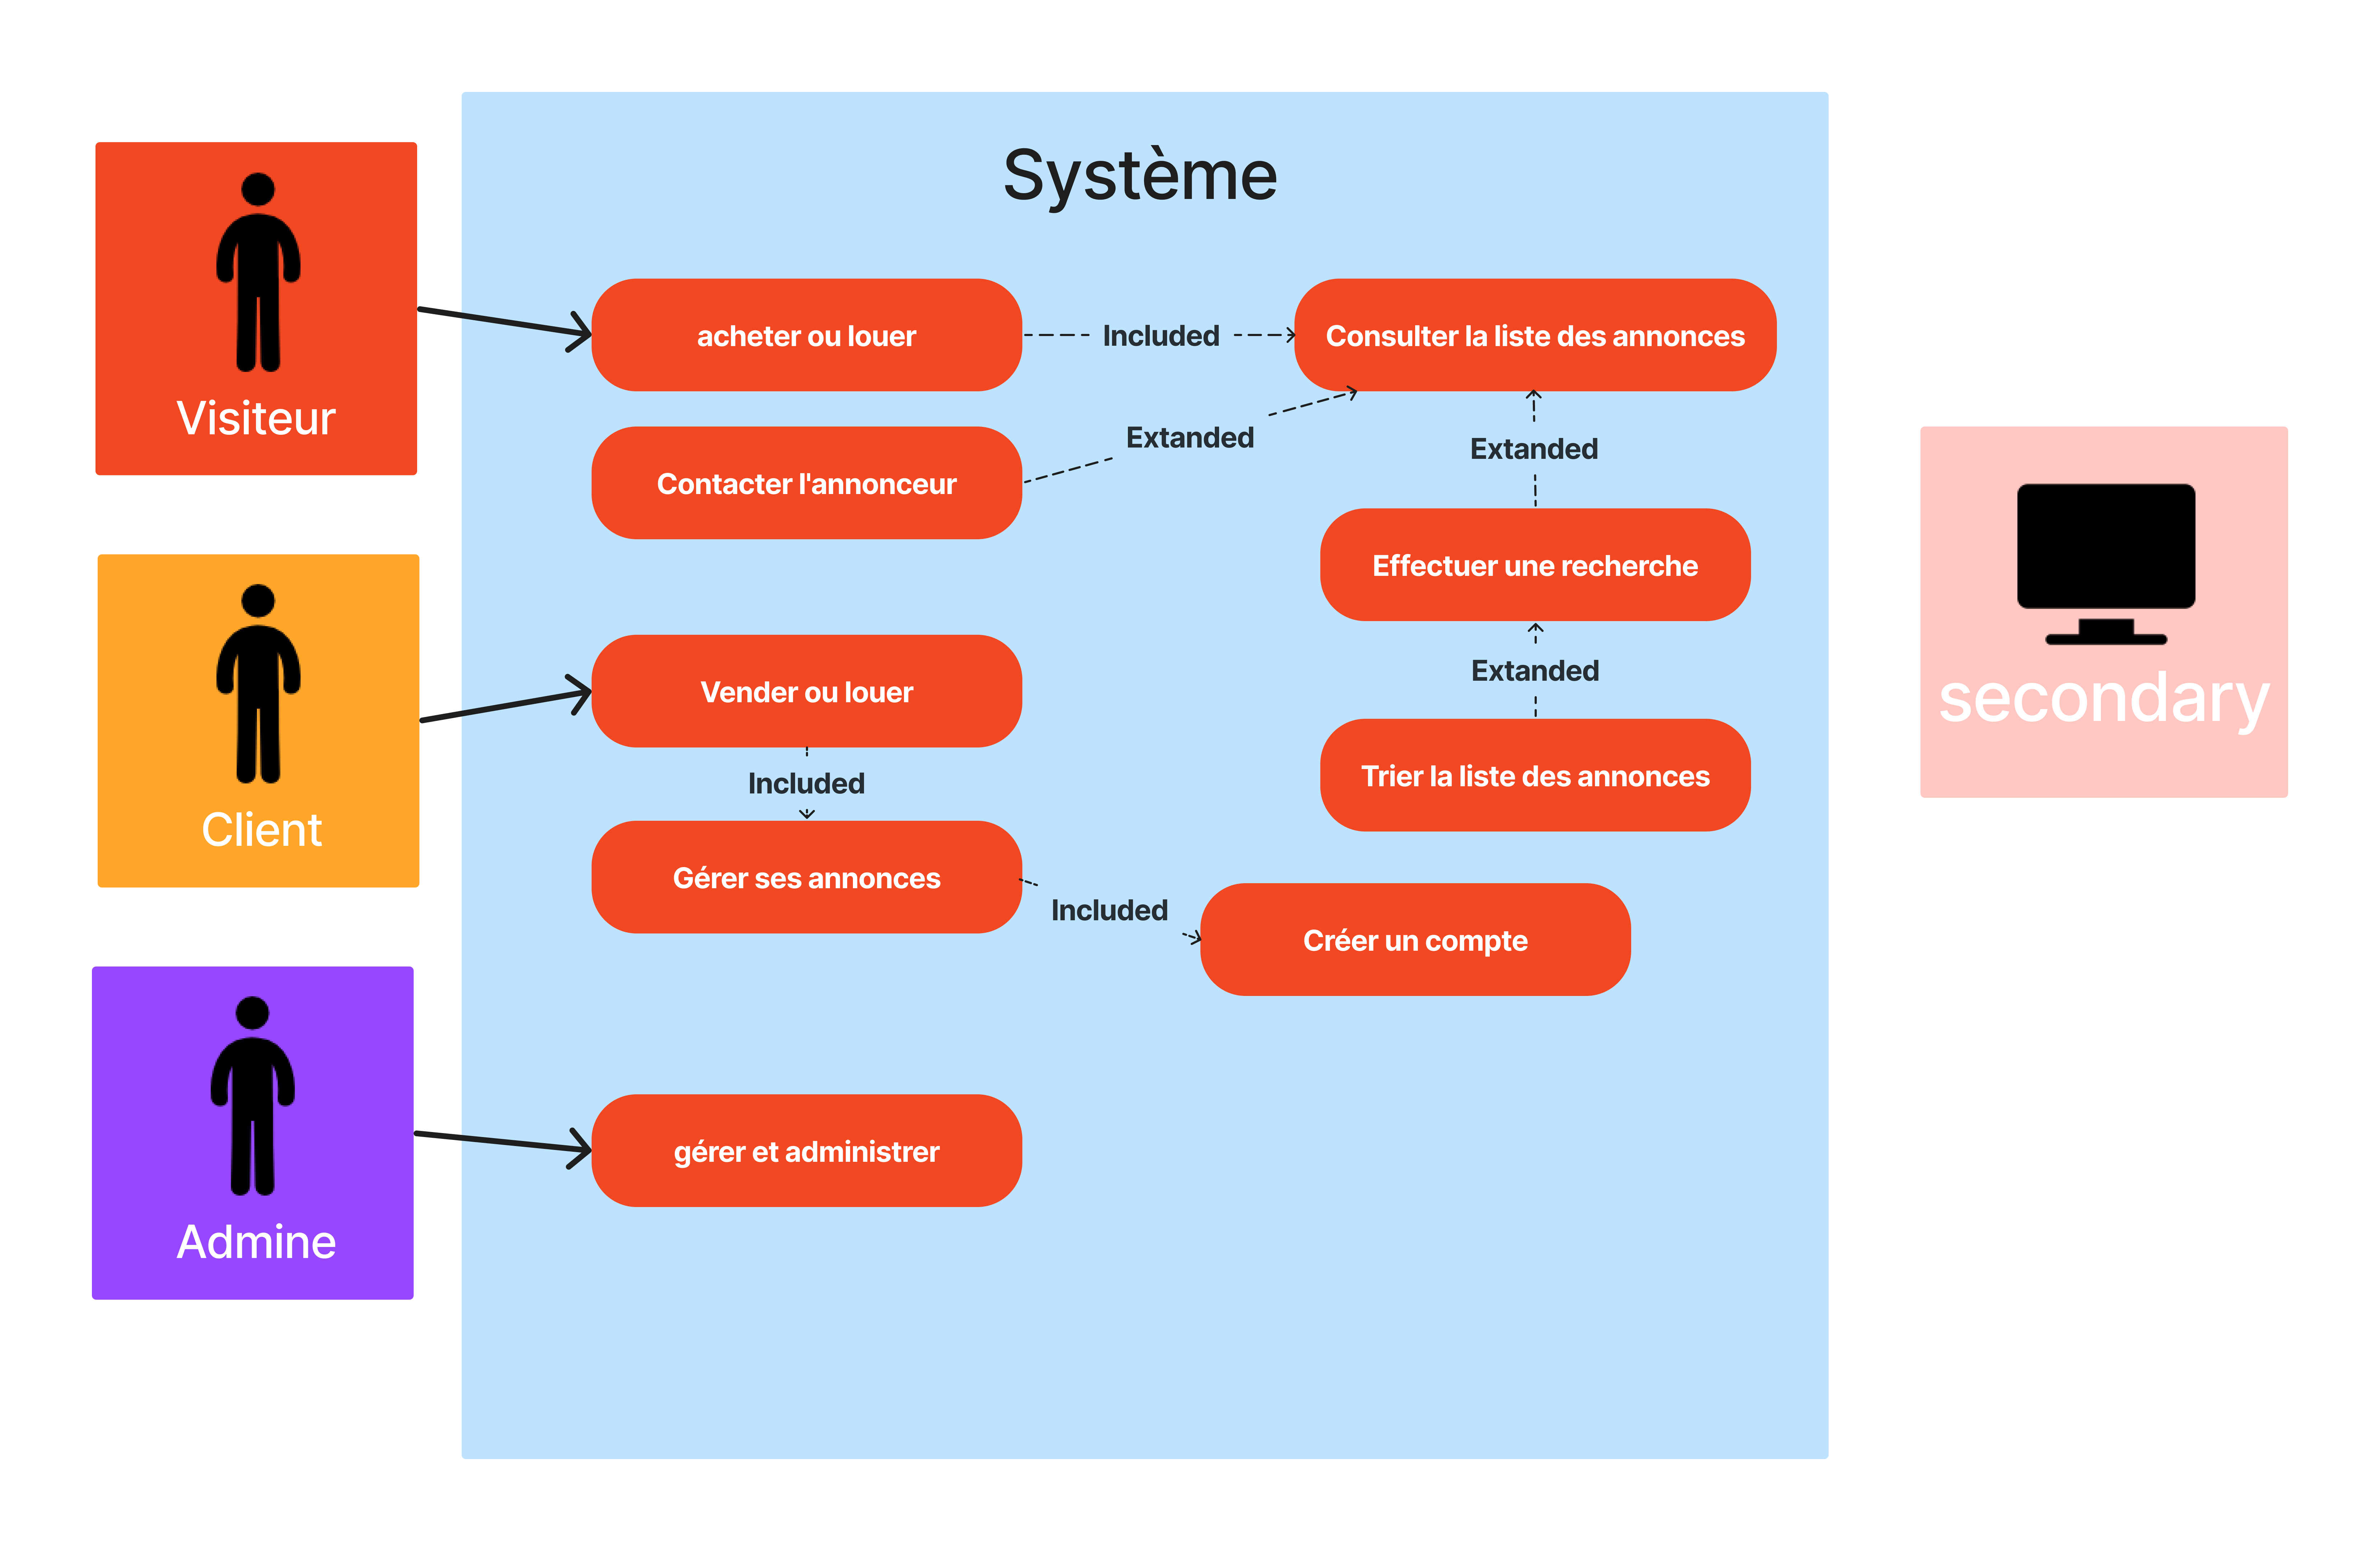 Système
Visiteur
acheter ou louer
Included
Consulter la liste des annonces
Contacter l'annonceur
Extanded
Extanded
Effectuer une recherche
Extanded
Trier la liste des annonces
secondary
Client
Vender ou louer
Included
Gérer ses annonces
Included
Créer un compte
Admine
gérer et administrer